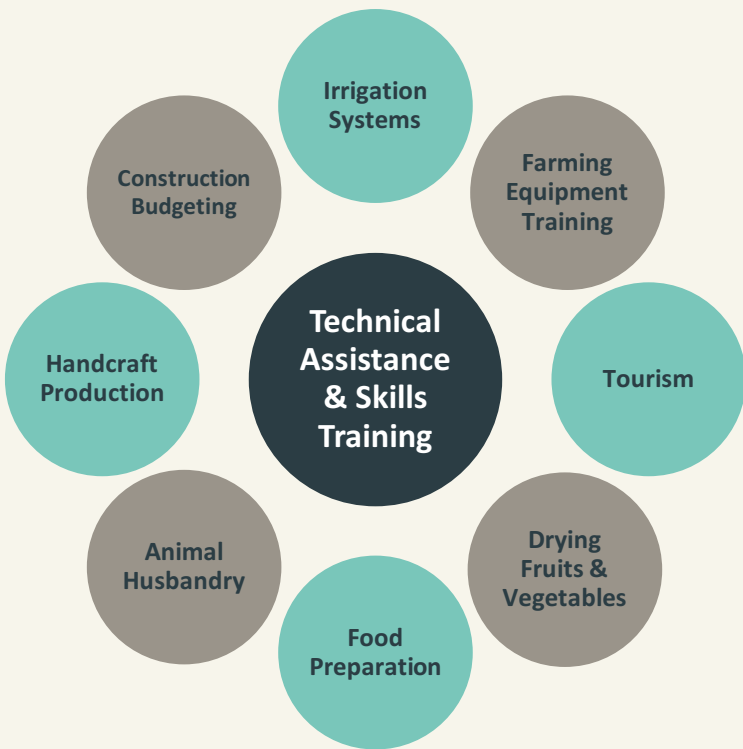 Irrigation
Systems
Construction
Budgeting
Farming
Equipment
Training
Technical
Assistance
& Skills
Training
Handcraft
Production
Tourism
Animal
Husbandry
Drying
Fruits &
Vegetables
Food
Preparation